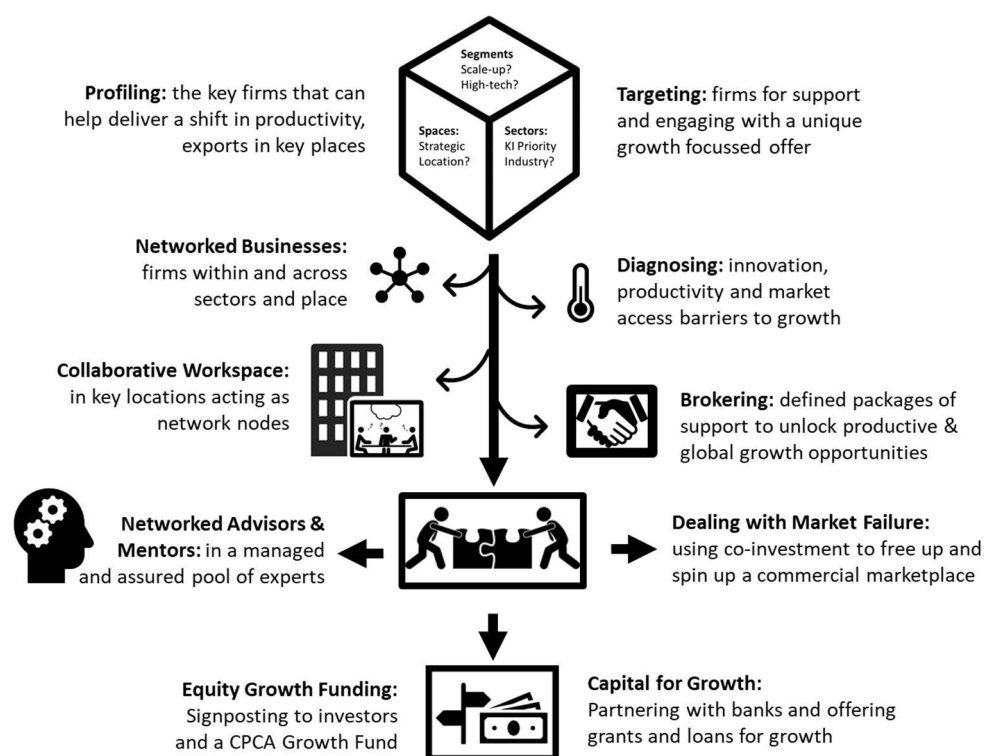 Segments
Scale-up?
High-tech?
Profiling: the key firms that can
help deliver a shift in productivity,
exports in key places
Spaces:
Strategic
Location?
Sectors:
KI Priority
Industry?
Targeting: firms for support
and engaging with a unique
growth focussed offer
Networked Businesses:
firms within and across
sectors and place
Diagnosing: innovation,
productivity and market
access barriers to growth
Collaborative Workspace:
in key locations acting as
network nodes
Brokering: defined packages of
support to unlock productive &
global growth opportunities
Networked Advisors &
Mentors: in a managed
and assured pool of experts
Dealing with Market Failure:
using co-investment to free up and
spin up a commercial marketplace
Equity Growth Funding:
Signposting to investors
and a CPCA Growth Fund
Capital for Growth:
Partnering with banks and offering
grants and loans for growth